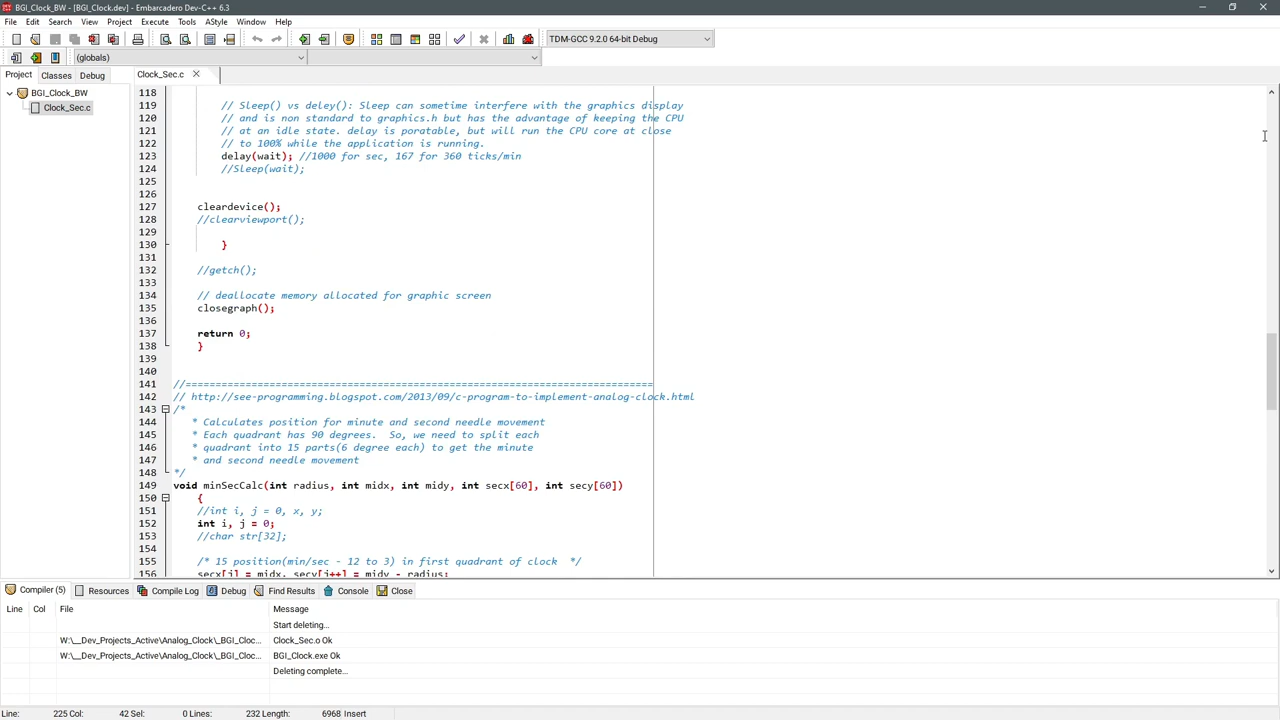 BGI_Clock_BW - [BGI_Clock.dev] - Embarcadero Dev-C++ 6.3
File Edit Search View Project Execute Tools AStyle Window Help
TDM-GCC 9.2.0 64-bit Debug
(globals)
Project Classes Debug
Clock_Sec.c
BGI_Clock_BW
Clock_Sec.c
118
119 // Sleep() vs deley(): Sleep can sometime interfere with the graphics display
120 // and is non standard to graphics.h but has the advantage of keeping the CPU
121 // at an idle state. delay is poratable, but will run the CPU core at close
122 // to 100% while the application is running.
123 delay(wait); //1000 for sec, 167 for 360 ticks/min
124 //Sleep(wait);
125
126
127 cleardevice();
128 //clearviewport();
129
130 }
131
132 //getch();
133
134 // deallocate memory allocated for graphic screen
135 closegraph();
136
137 return 0;
138 }
139
140
141 //==============================================================================
142 // http://see-programming.blogspot.com/2013/09/c-program-to-implement-analog-clock.html
143 /*
144 * Calculates position for minute and second needle movement
145 * Each quadrant has 90 degrees. So, we need to split each
146 * quadrant into 15 parts(6 degree each) to get the minute
147 * and second needle movement
148 */
149 void minSecCalc(int radius, int midx, int midy, int secx[60], int secy[60])
150 {
151 //int i, j = 0, x, y;
152 int i, j = 0;
153 //char str[32];
154
155 /* 15 position(min/sec - 12 to 3) in first quadrant of clock */
156 secx[j] = midx, secy[j++] = midy - radius;
Compiler (5) Resources Compile Log Debug Find Results Console Close
Line Col File Message
Start deleting...
W:\__Dev_Projects_Active\Analog_Clock\_BGI_Cloc... Clock_Sec.o Ok
W:\__Dev_Projects_Active\Analog_Clock\_BGI_Cloc... BGI_Clock.exe Ok
Deleting complete...
Line: 225 Col: 42 Sel: 0 Lines: 232 Length: 6968 Insert